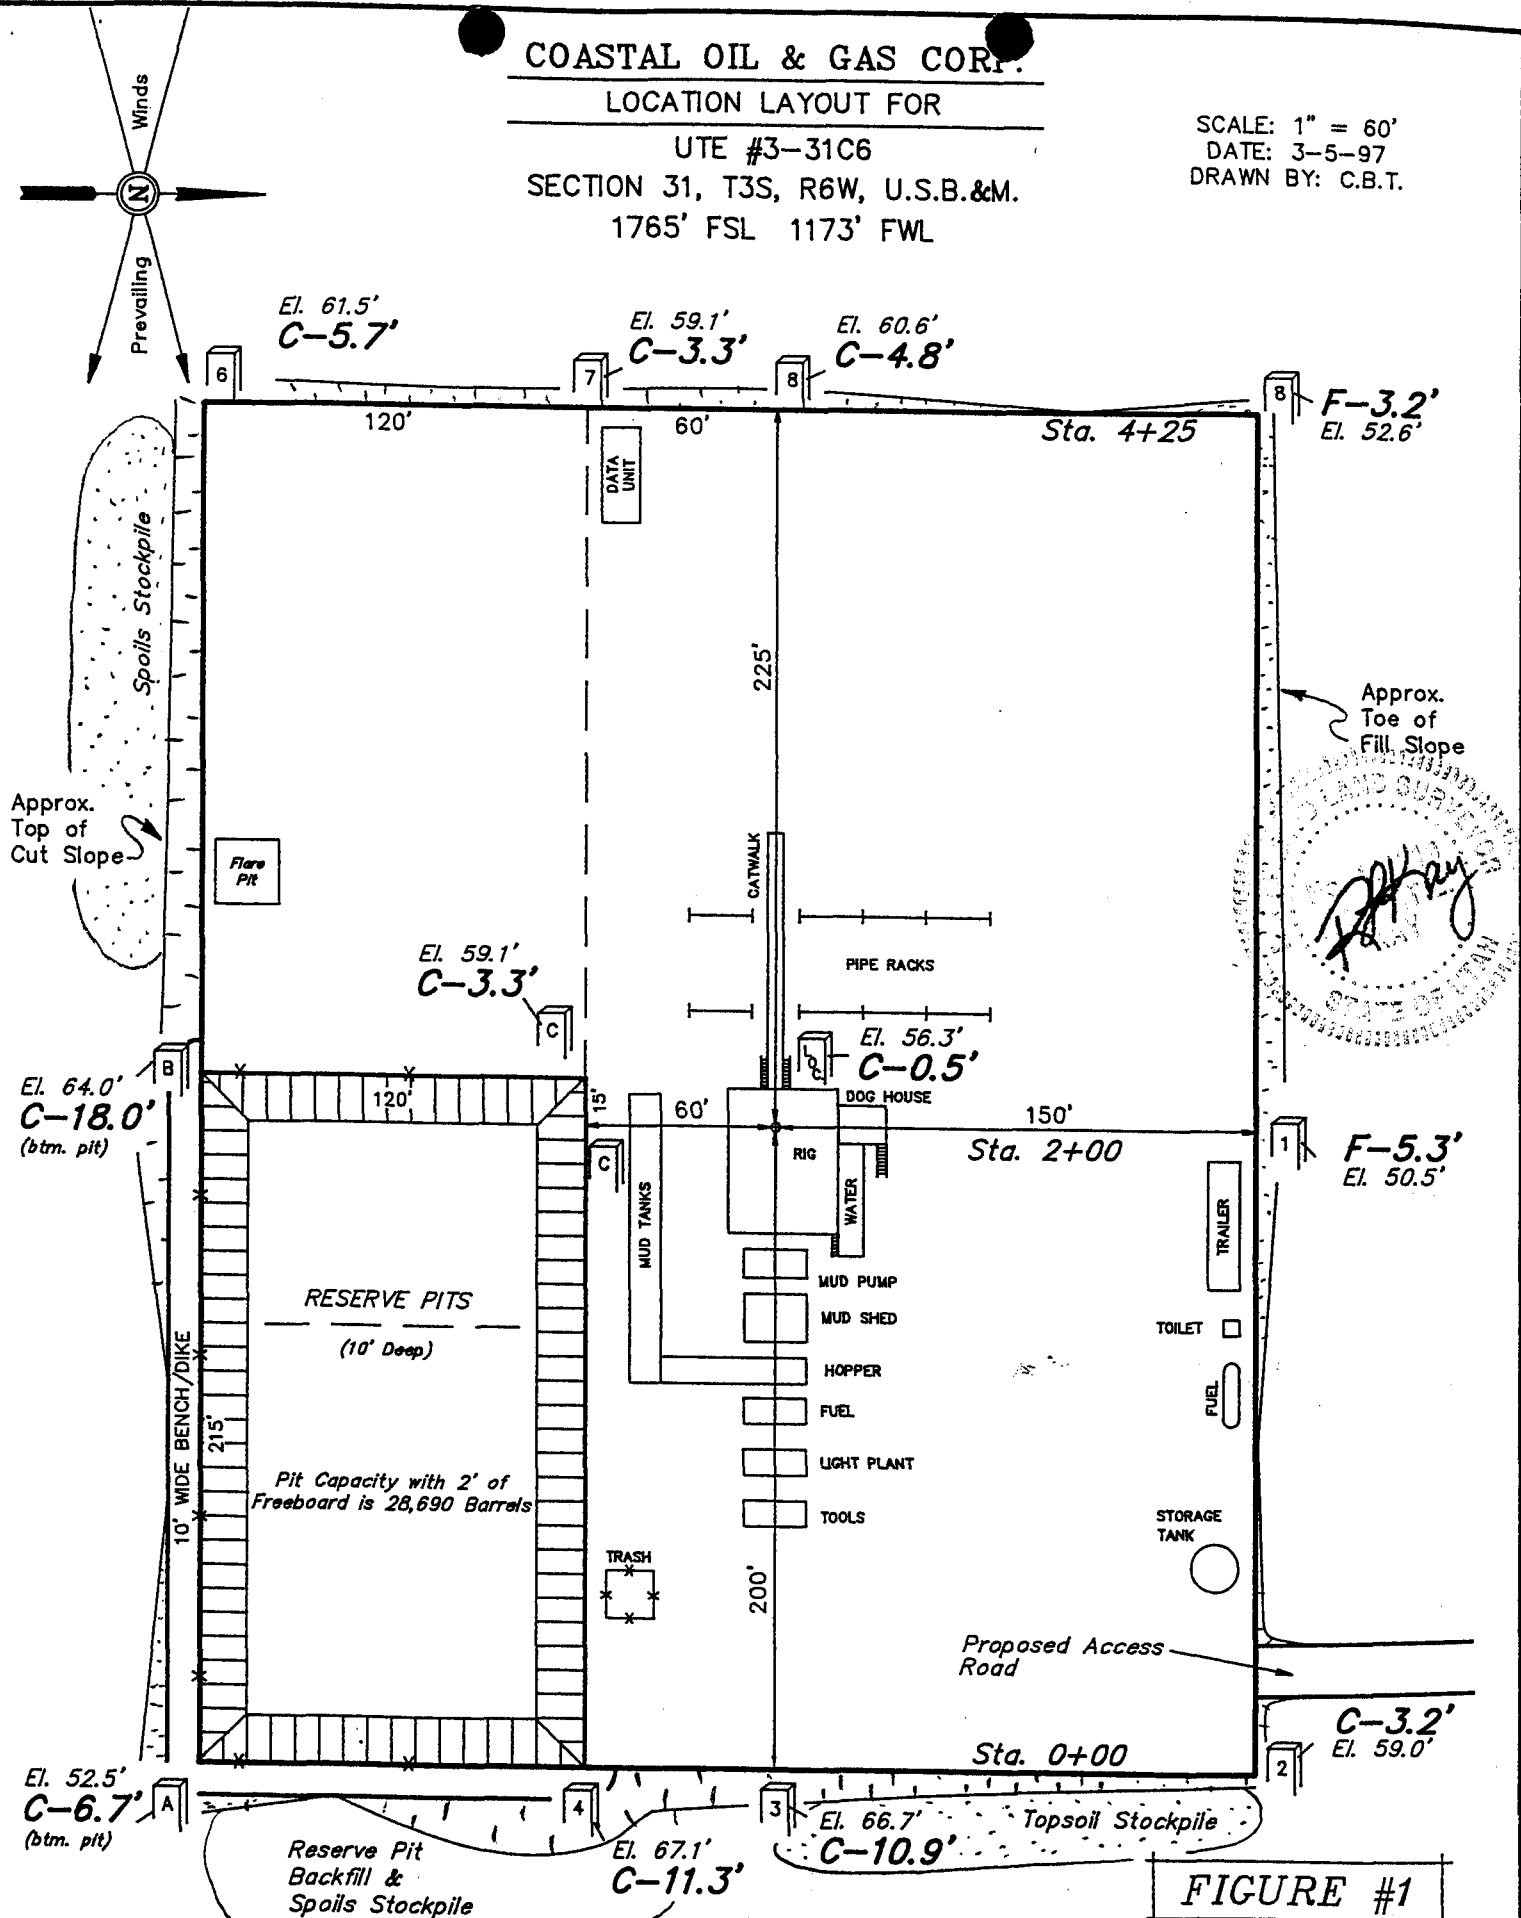 COASTAL OIL & GAS CORP.
LOCATION LAYOUT FOR
UTE #3-31C6
SECTION 31, T3S, R6W, U.S.B.&M.
1765' FSL 1173' FWL
SCALE: 1" = 60'
DATE: 3-5-97
DRAWN BY: C.B.T.
Winds
N
Prevailing
El. 61.5'
C-5.7'
El. 59.1'
C-3.3'
El. 60.6'
C-4.8'
6
7
8
8
F-3.2'
El. 52.6'
120'
60'
Sta. 4+25
DATA
UNIT
Spoils Stockpile
225'
Approx.
Toe of
Fill Slope
LAND SURVEYOR
STATE OF UTAH
Approx.
Top of
Cut Slope
Flare
Pit
CATWALK
PIPE RACKS
El. 59.1'
C-3.3'
C
LOC.
El. 56.3'
C-0.5'
B
El. 64.0'
C-18.0'
(btm. pit)
120'
15'
60'
DOG HOUSE
150'
Sta. 2+00
1
F-5.3'
El. 50.5'
C
RIG
MUD TANKS
WATER
TRAILER
MUD PUMP
MUD SHED
RESERVE PITS
(10' Deep)
TOILET
HOPPER
FUEL
FUEL
10' WIDE BENCH/DIKE
215'
LIGHT PLANT
Pit Capacity with 2' of
Freeboard is 28,690 Barrels
TOOLS
STORAGE
TANK
TRASH
200'
Proposed Access
Road
C-3.2'
El. 59.0'
Sta. 0+00
2
El. 52.5'
C-6.7'
(btm. pit)
A
4
3
El. 66.7'
C-10.9'
Topsoil Stockpile
Reserve Pit
Backfill &
Spoils Stockpile
El. 67.1'
C-11.3'
FIGURE #1